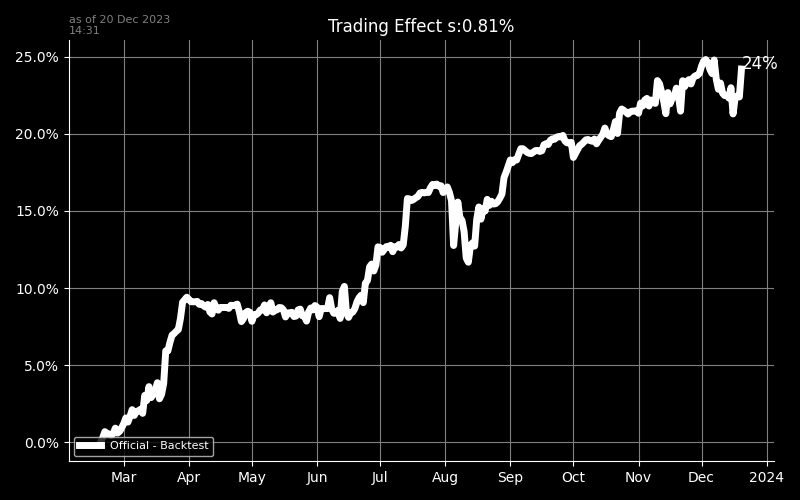 as of 20 Dec 2023
14:31
Trading Effect s:0.81%
25.0%
24%
20.0%
15.0%
10.0%
5.0%
0.0%
Official - Backtest
Mar Apr May Jun Jul Aug Sep Oct Nov Dec 2024